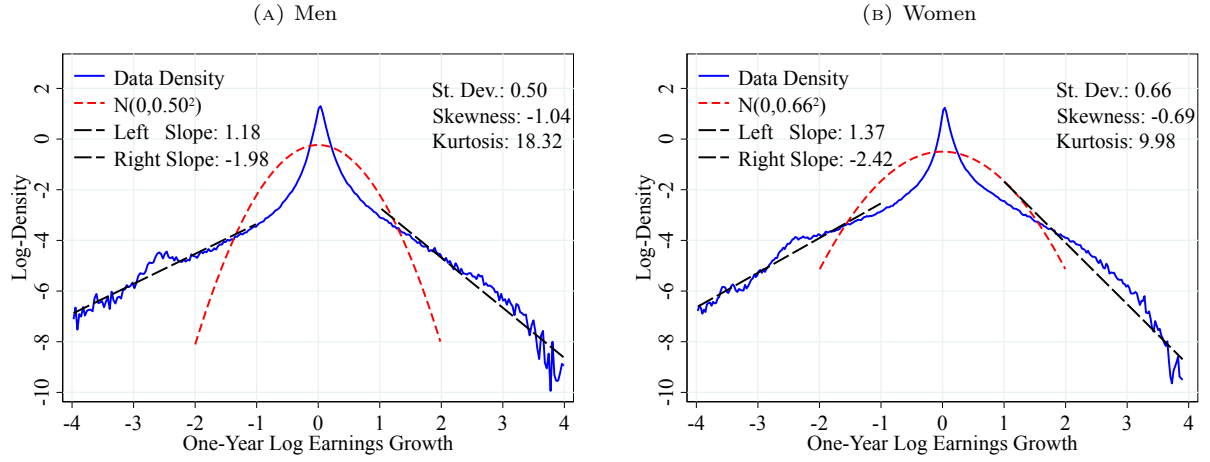 (A) Men
Data Density
N(0,0.50²)
Left Slope: 1.18
Right Slope: -1.98
St. Dev.: 0.50
Skewness: -1.04
Kurtosis: 18.32
Log-Density
2
0
-2
-4
-6
-8
-10
-4 -3 -2 -1 0 1 2 3 4
One-Year Log Earnings Growth
(B) Women
Data Density
N(0,0.66²)
Left Slope: 1.37
Right Slope: -2.42
St. Dev.: 0.66
Skewness: -0.69
Kurtosis: 9.98
Log-Density
2
0
-2
-4
-6
-8
-10
-4 -3 -2 -1 0 1 2 3 4
One-Year Log Earnings Growth